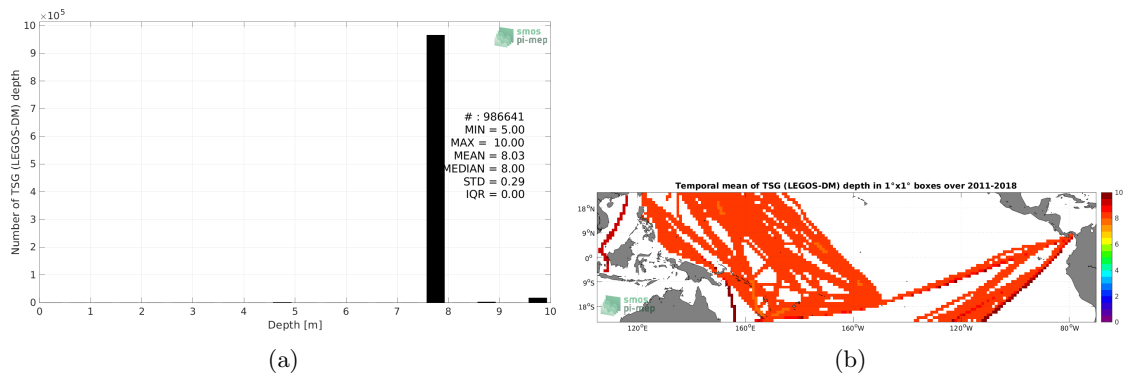 ×10⁵
10
9
8
7
6
5
4
3
2
1
0
Number of TSG (LEGOS-DM) depth
0 1 2 3 4 5 6 7 8 9 10
Depth [m]
smos
pi-mep
# : 986641
MIN = 5.00
MAX = 10.00
MEAN = 8.03
MEDIAN = 8.00
STD = 0.29
IQR = 0.00
(a)
Temporal mean of TSG (LEGOS-DM) depth in 1°x1° boxes over 2011-2018
18°N
9°N
0°
9°S
18°S
120°E 160°E 160°W 120°W 80°W
smos
pi-mep
10
8
6
4
2
0
(b)